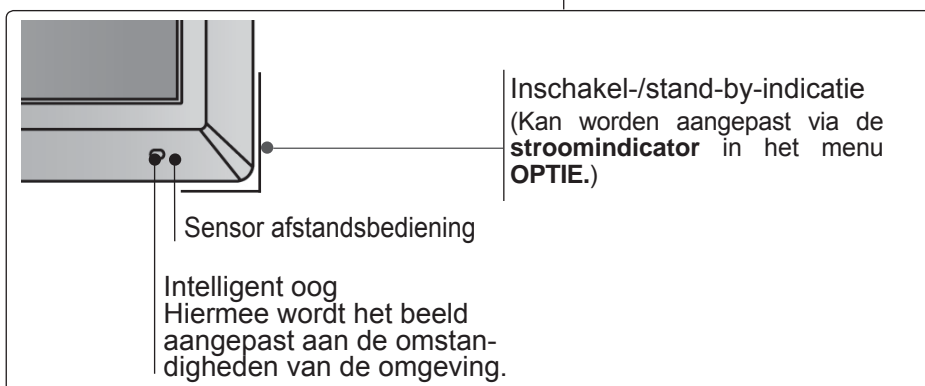 Inschakel-/stand-by-indicatie
(Kan worden aangepast via de
stroomindicator in het menu
OPTIE.)
Sensor afstandsbediening
Intelligent oog
Hiermee wordt het beeld
aangepast aan de omstan-
digheden van de omgeving.